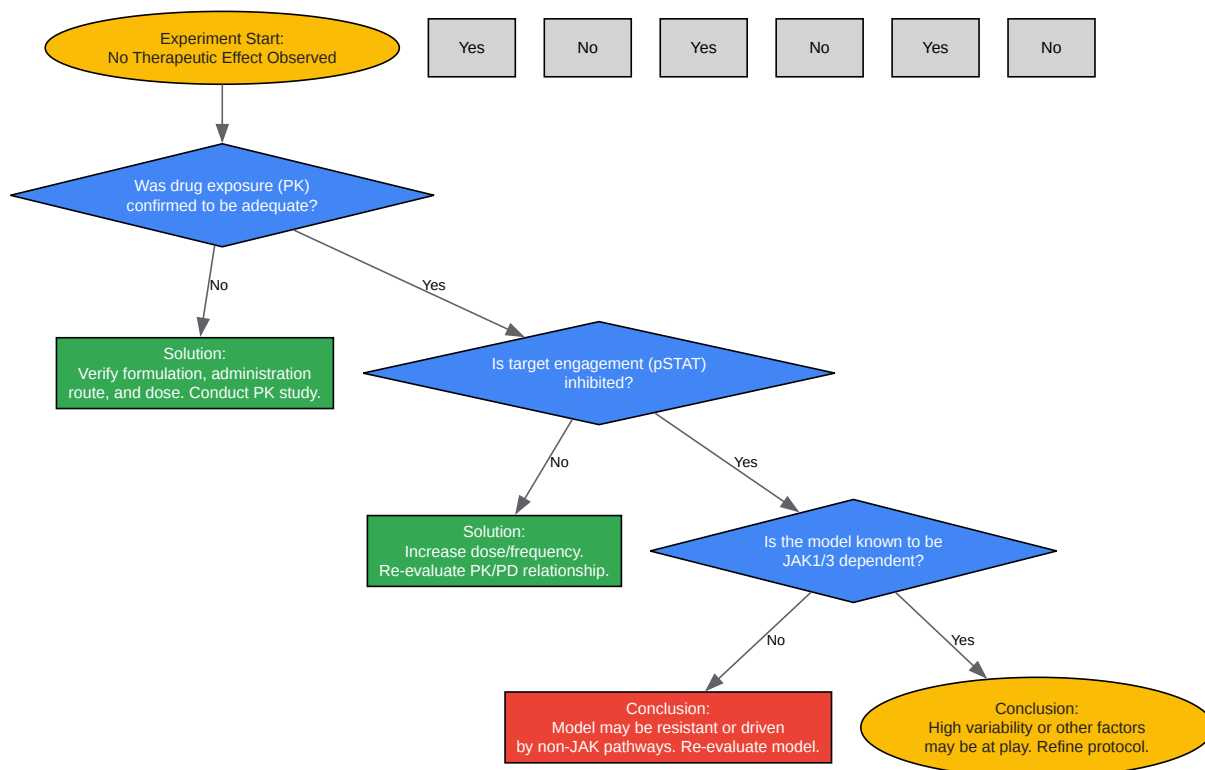 Experiment Start:
No Therapeutic Effect Observed
Yes
No
Yes
No
Yes
No
Was drug exposure (PK)
confirmed to be adequate?
No
Yes
Solution:
Verify formulation, administration
route, and dose. Conduct PK study.
Is target engagement (pSTAT)
inhibited?
No
Yes
Solution:
Increase dose/frequency.
Re-evaluate PK/PD relationship.
Is the model known to be
JAK1/3 dependent?
No
Yes
Conclusion:
Model may be resistant or driven
by non-JAK pathways. Re-evaluate model.
Conclusion:
High variability or other factors
may be at play. Refine protocol.